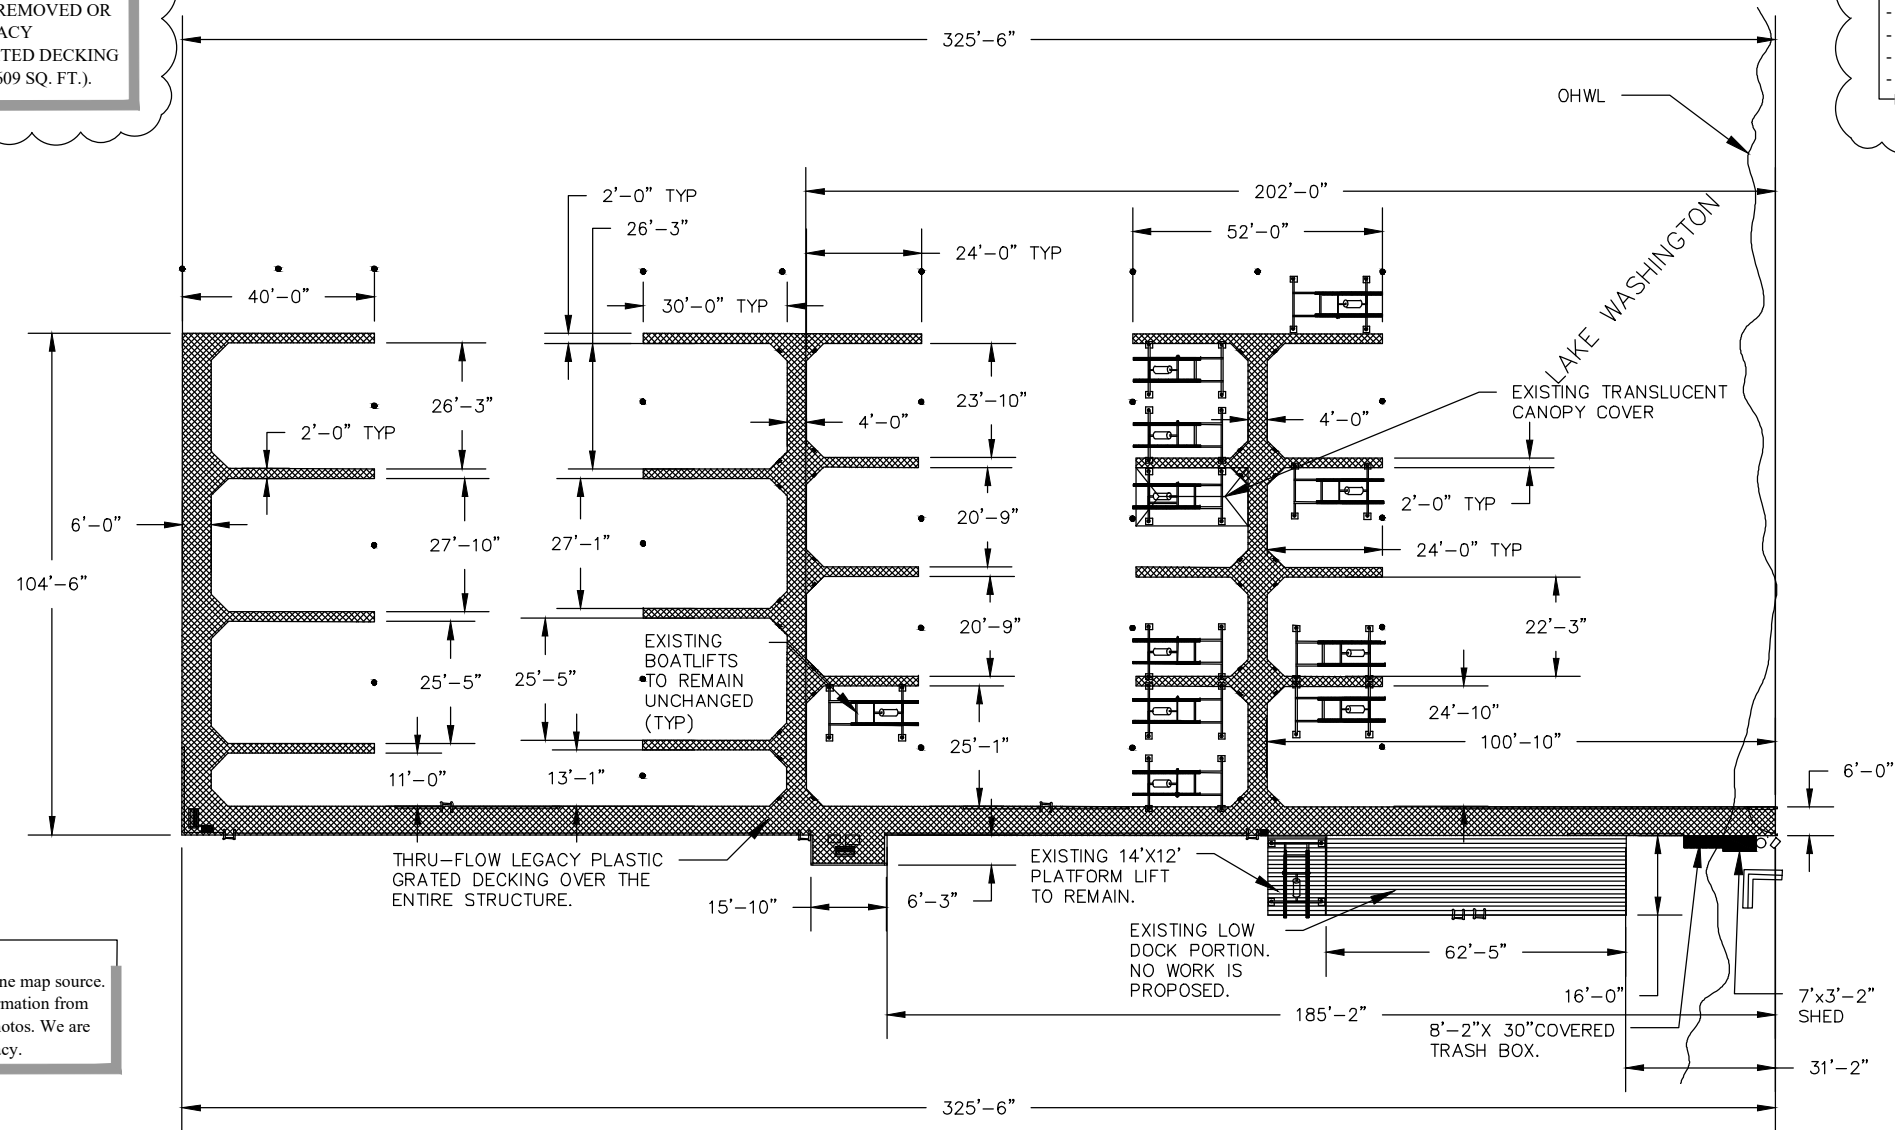 REMOVED OR
TED DECKING
609 SQ. FT.).
325'-6"
OHWL
202'-0"
2'-0" TYP
26'-3"
52'-0"
24'-0" TYP
40'-0"
30'-0" TYP
LAKE WASHINGTON
EXISTING TRANSLUCENT
CANOPY COVER
26'-3"
23'-10"
2'-0" TYP
4'-0"
4'-0"
2'-0" TYP
6'-0"
20'-9"
27'-10"
27'-1"
24'-0" TYP
104'-6"
20'-9"
22'-3"
EXISTING
BOATLIFTS
TO REMAIN
UNCHANGED
(TYP)
25'-5"
25'-5"
24'-10"
25'-1"
100'-10"
11'-0"
13'-1"
6'-0"
THRU-FLOW LEGACY PLASTIC
GRATED DECKING OVER THE
ENTIRE STRUCTURE.
EXISTING 14'X12'
PLATFORM LIFT
TO REMAIN.
15'-10"
6'-3"
EXISTING LOW
DOCK PORTION.
NO WORK IS
PROPOSED.
62'-5"
16'-0"
7'x3'-2"
SHED
185'-2"
8'-2"X 30"COVERED
TRASH BOX.
31'-2"
ne map source.
rmation from
otos. We are
cy.
325'-6"